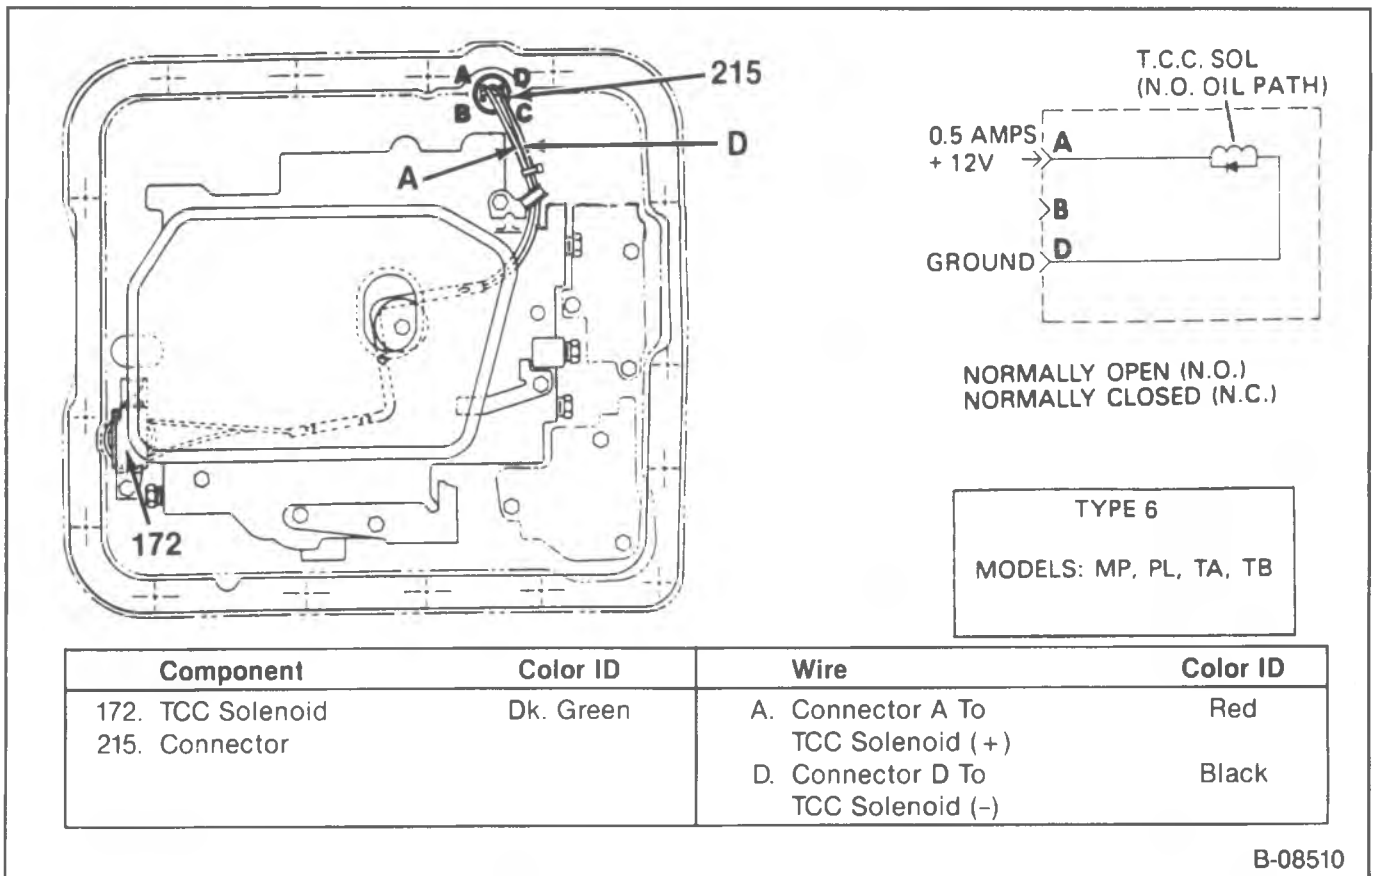 A D
B C
215
D
A
172
T.C.C. SOL
(N.O. OIL PATH)
0.5 AMPS
+ 12V
A
B
D
GROUND
NORMALLY OPEN (N.O.)
NORMALLY CLOSED (N.C.)
TYPE 6
MODELS: MP, PL, TA, TB
Component Color ID Wire Color ID
172. TCC Solenoid Dk. Green A. Connector A To Red
215. Connector TCC Solenoid (+)
D. Connector D To Black
TCC Solenoid (–)
B-08510